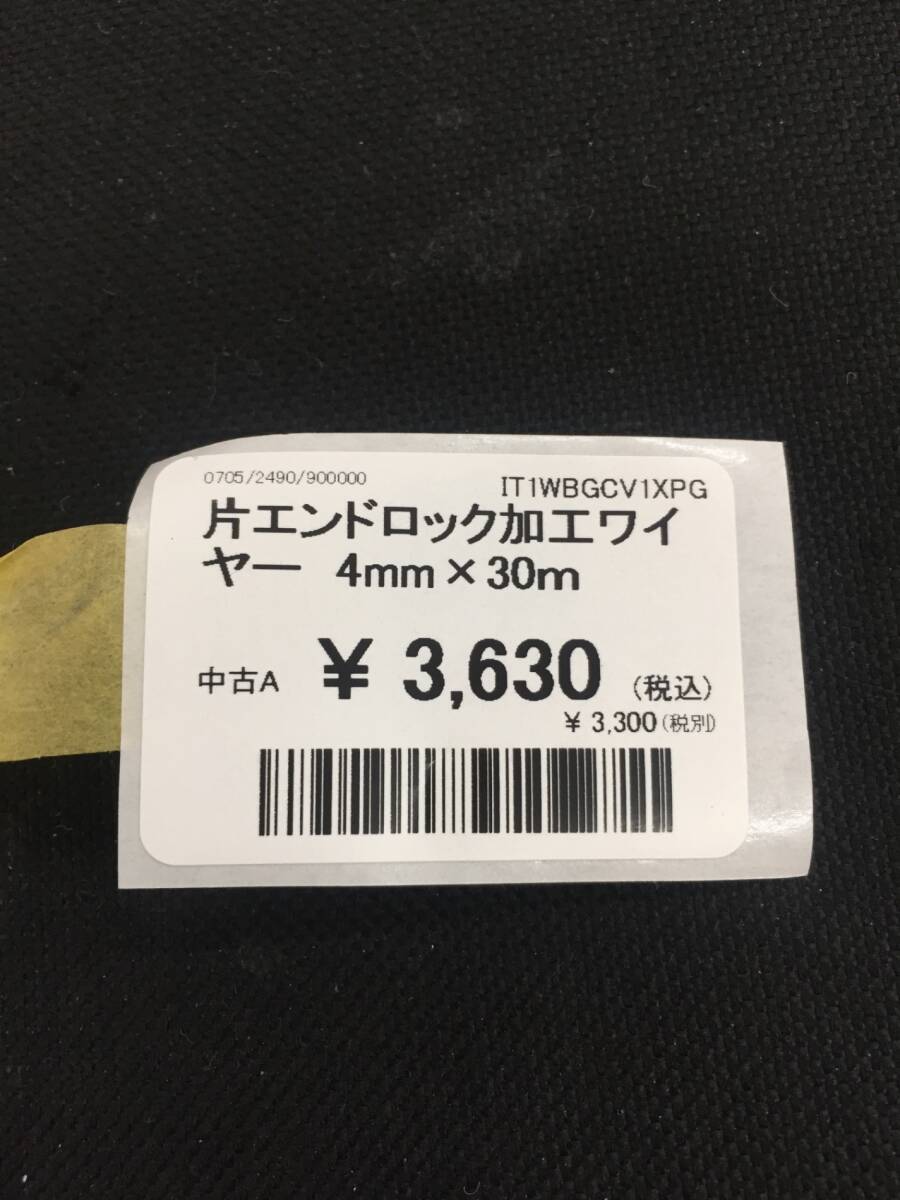 0705/2490/900000
IT1WBGCV1XPG
片エンドロック加工ワイ
ヤー 4mm×30m
中古A ¥ 3,630 (税込)
¥ 3,300(税別)